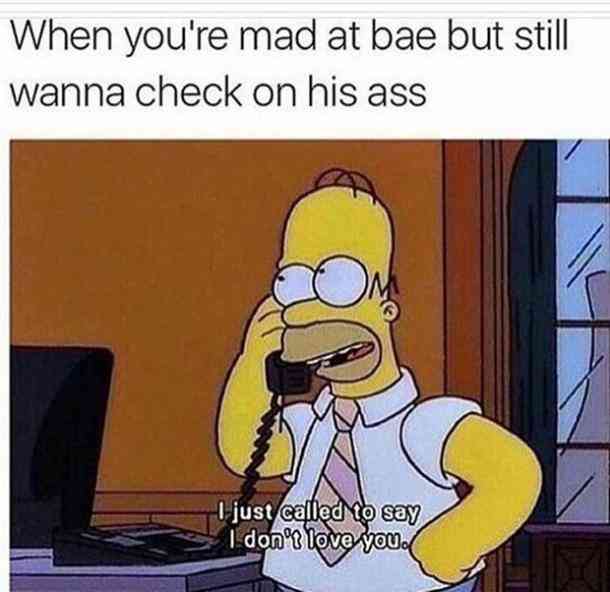 When you're mad at bae but still
wanna check on his ass
I just called to say
I don't love you.